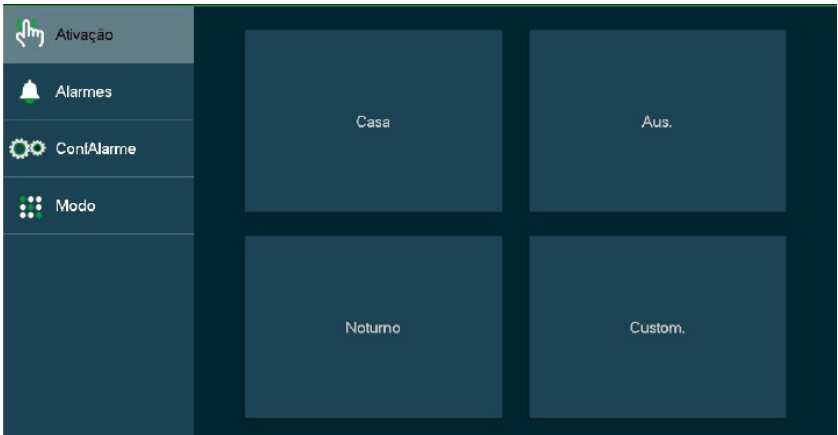 Ativação
Alarmes
ConfAlarme
Modo
Casa
Aus.
Noturno
Custom.